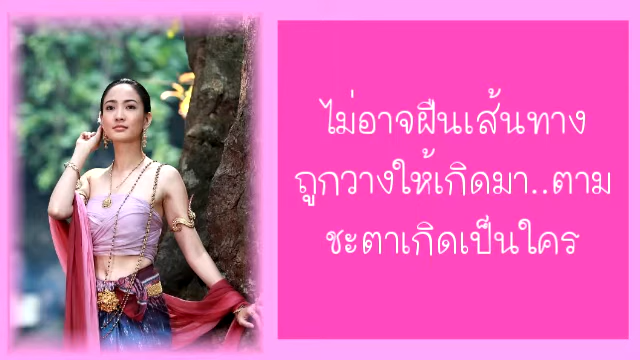 ไม่อาจฝืนเส้นทาง
ถูกวางให้เกิดมา..ตาม
ชะตาเกิดเป็นใคร